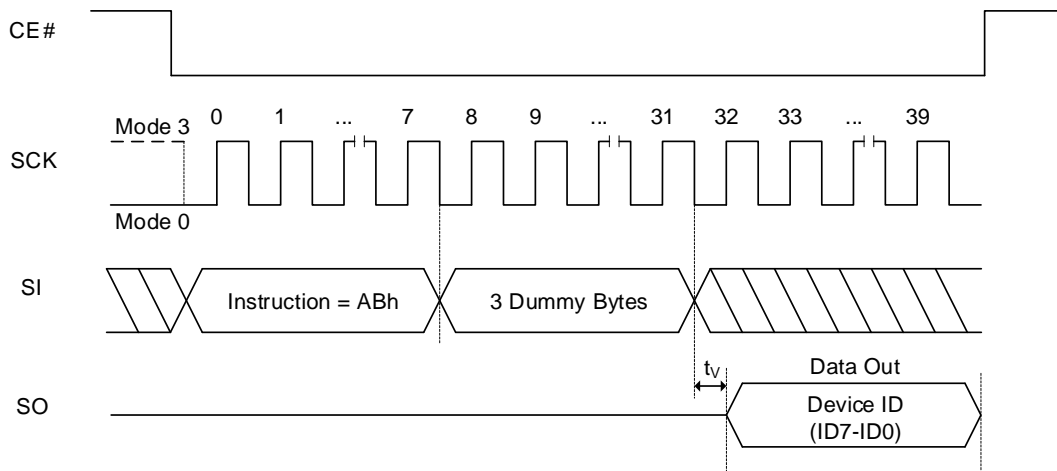 CE#
0 1 ... 7 8 9 ... 31 32 33 ... 39
Mode 3
SCK
Mode 0
SI
Instruction = ABh
3 Dummy Bytes
tV
Data Out
SO
Device ID
(ID7-ID0)